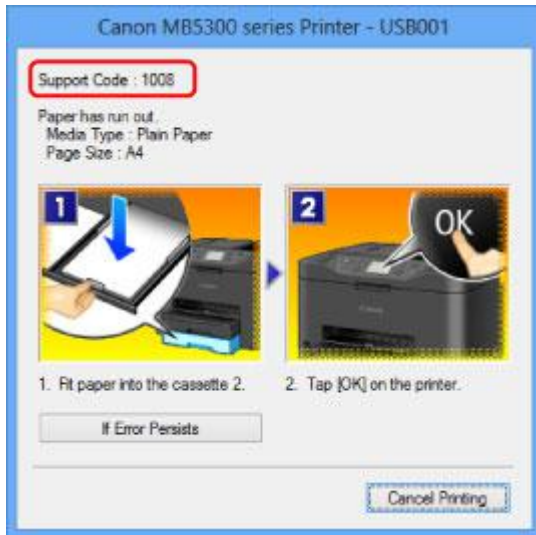 Canon MB5300 series Printer - USB001
Support Code : 1008
Paper has run out.
Media Type : Plain Paper
Page Size : A4
1
2
OK
1. Fit paper into the cassette 2.
2. Tap [OK] on the printer.
If Error Persists
Cancel Printing